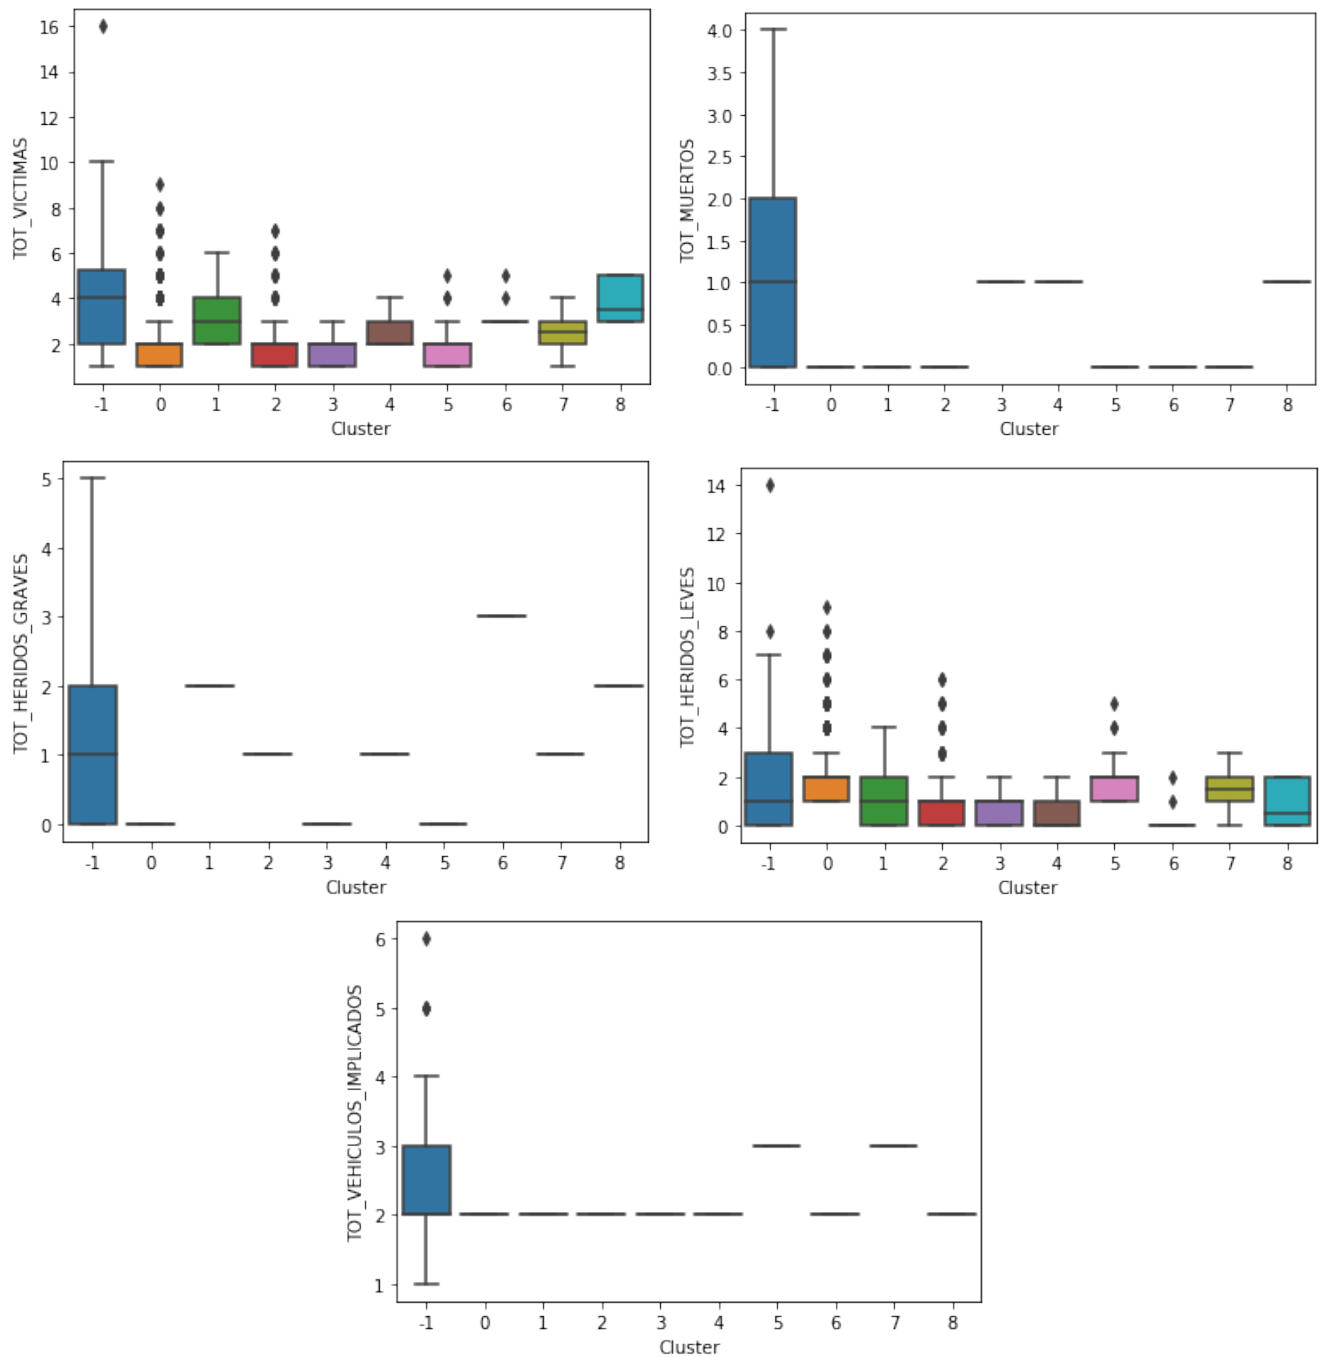 TOT_VICTIMAS
16
14
12
10
8
6
4
2
-1 0 1 2 3 4 5 6 7 8
Cluster
TOT_MUERTOS
4.0
3.5
3.0
2.5
2.0
1.5
1.0
0.5
0.0
-1 0 1 2 3 4 5 6 7 8
Cluster
TOT_HERIDOS_GRAVES
5
4
3
2
1
0
-1 0 1 2 3 4 5 6 7 8
Cluster
TOT_HERIDOS_LEVES
14
12
10
8
6
4
2
0
-1 0 1 2 3 4 5 6 7 8
Cluster
TOT_VEHICULOS_IMPLICADOS
6
5
4
3
2
1
-1 0 1 2 3 4 5 6 7 8
Cluster